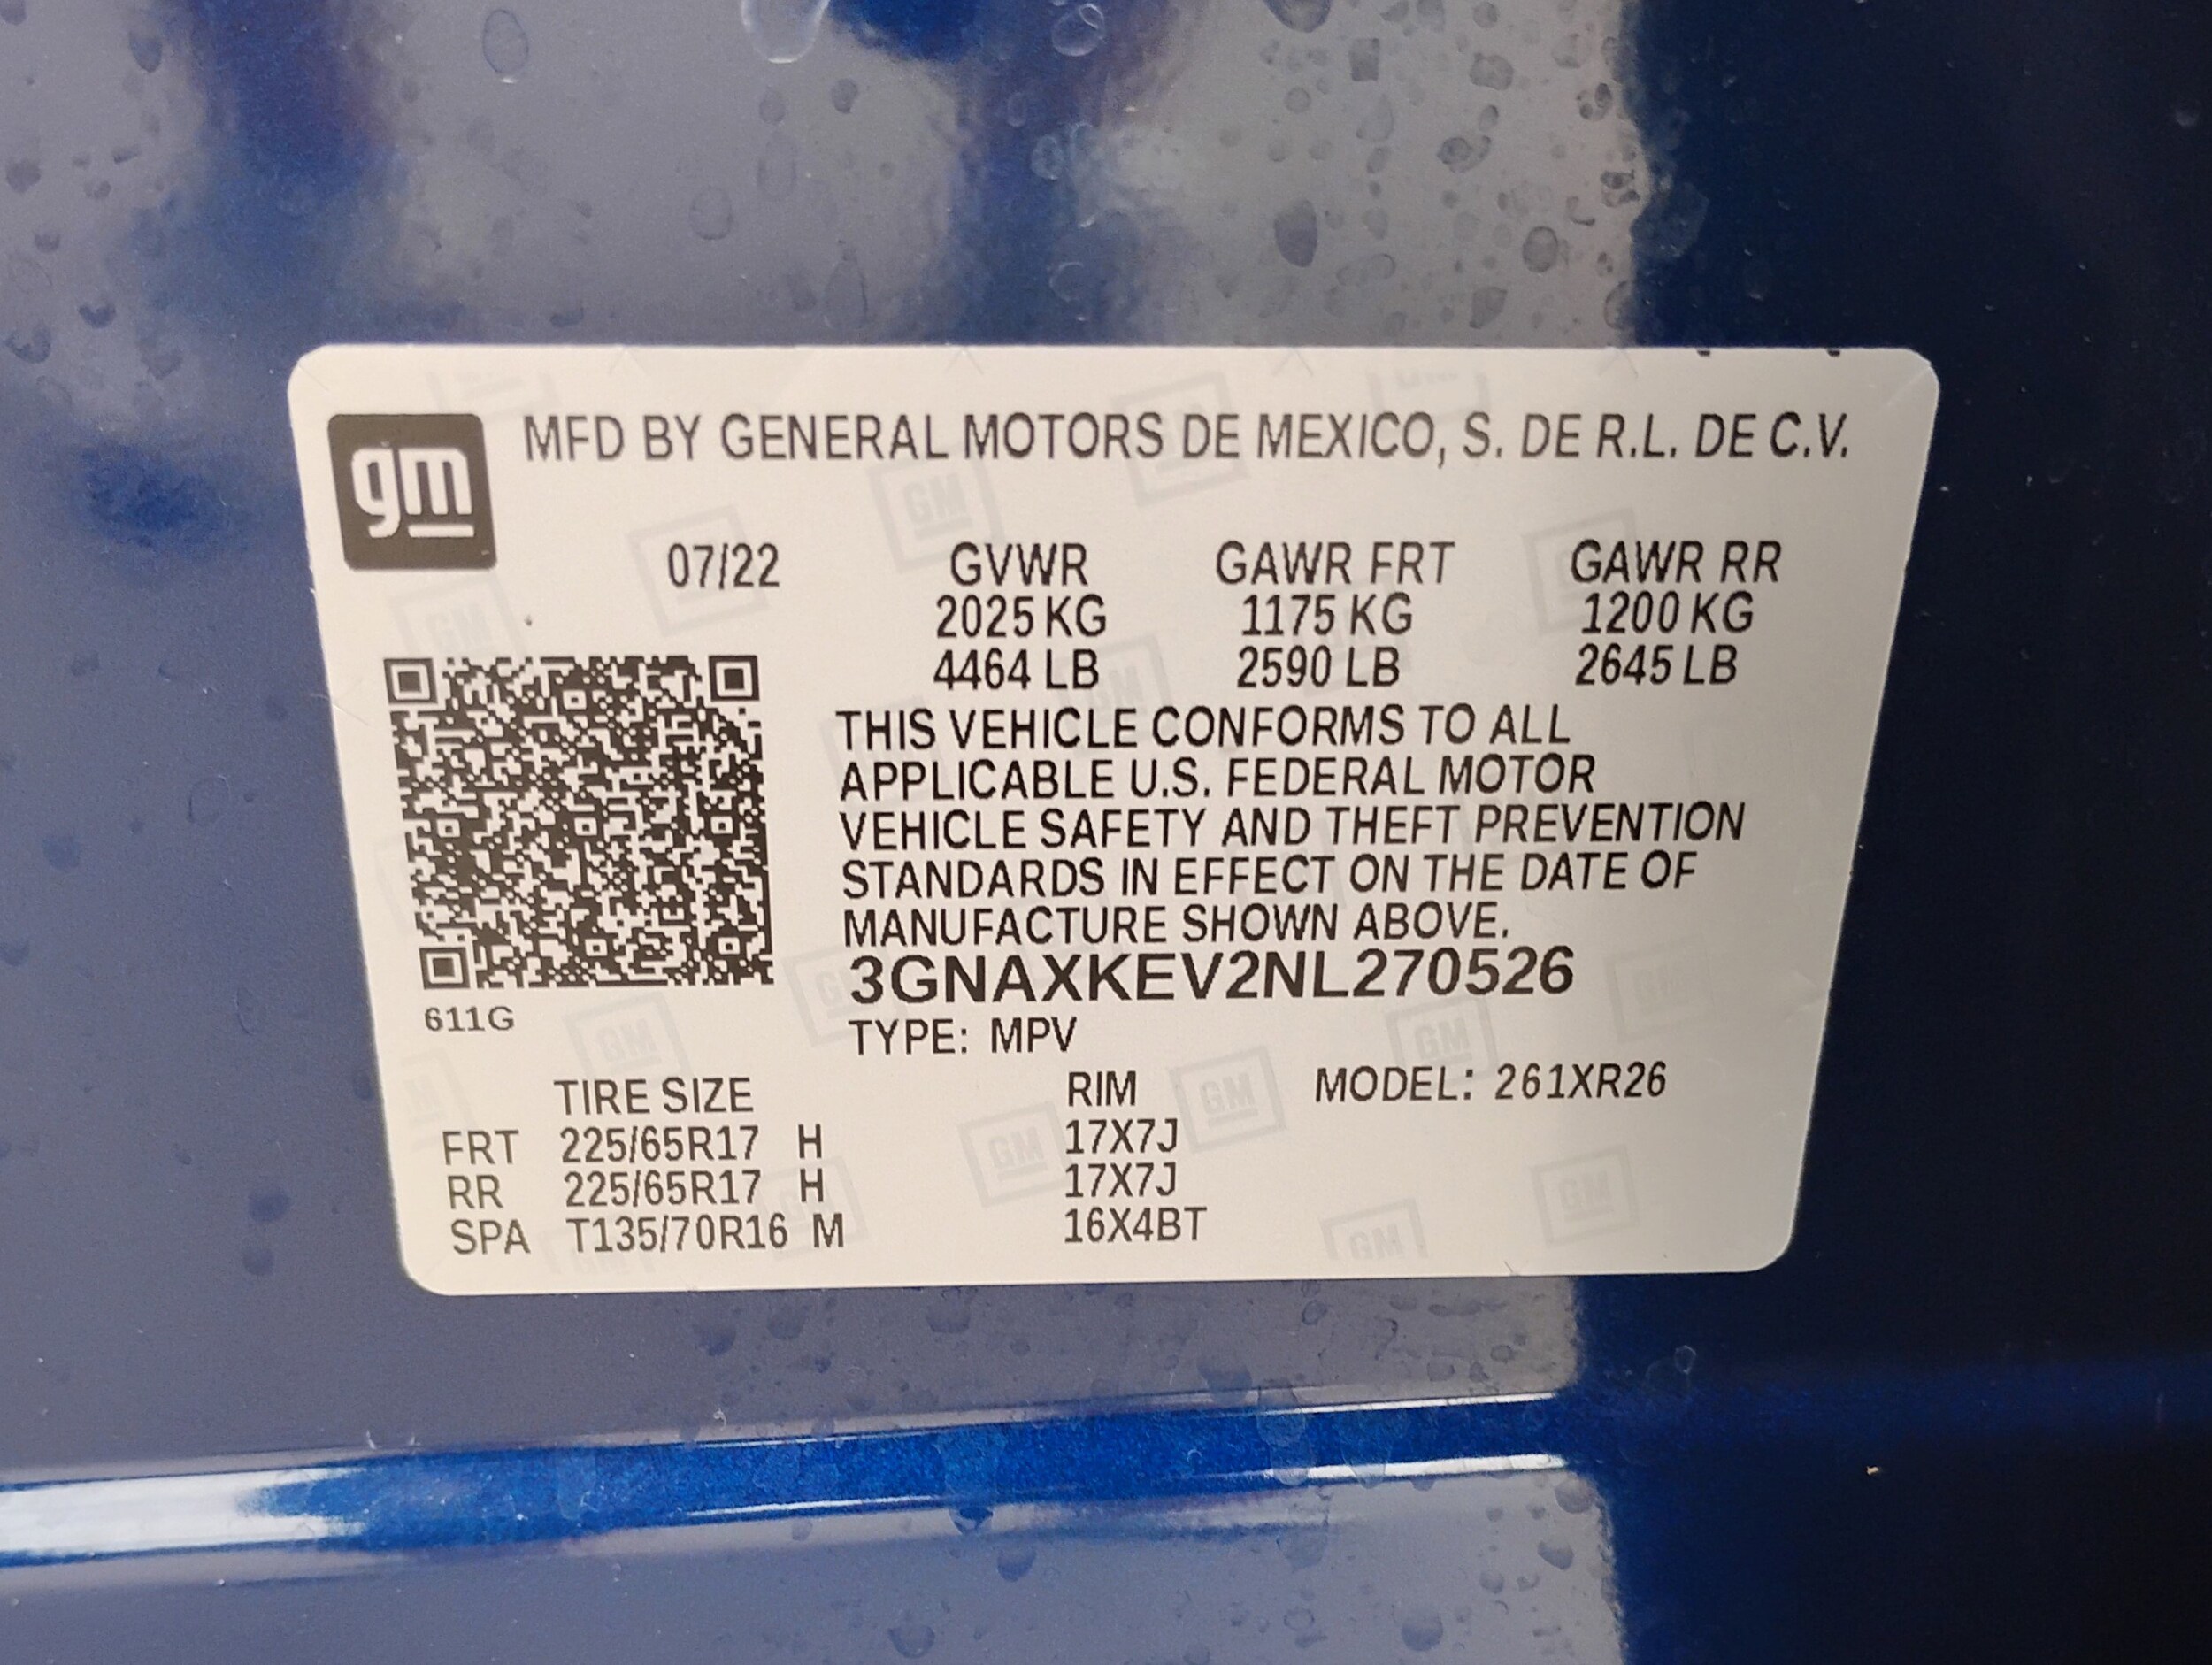 gm
MFD BY GENERAL MOTORS DE MEXICO, S. DE R.L. DE C.V.
07/22 GVWR GAWR FRT GAWR RR
2025 KG 1175 KG 1200 KG
4464 LB 2590 LB 2645 LB
THIS VEHICLE CONFORMS TO ALL
APPLICABLE U.S. FEDERAL MOTOR
VEHICLE SAFETY AND THEFT PREVENTION
STANDARDS IN EFFECT ON THE DATE OF
MANUFACTURE SHOWN ABOVE.
3GNAXKEV2NL270526
611G
TYPE: MPV
TIRE SIZE RIM MODEL: 261XR26
FRT 225/65R17 H 17X7J
RR 225/65R17 H 17X7J
SPA T135/70R16 M 16X4BT